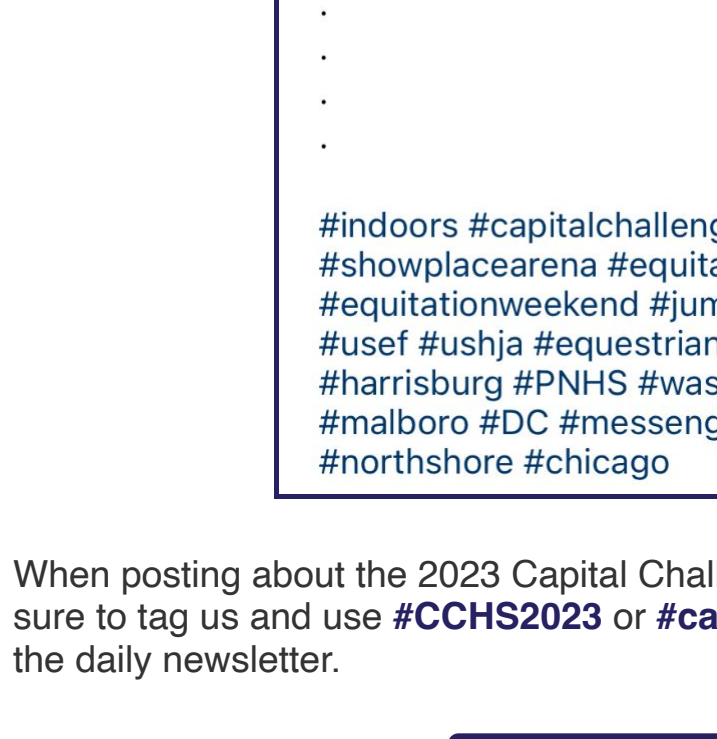 .
.
.
.
#indoors #capitalchalleng
#showplacearena #equita
#equitationweekend #jum
#usef #ushja #equestrian
#harrisburg #PNHS #was
#malboro #DC #messeng
#northshore #chicago
When posting about the 2023 Capital Chall
sure to tag us and use #CCHS2023 or #ca
the daily newsletter.